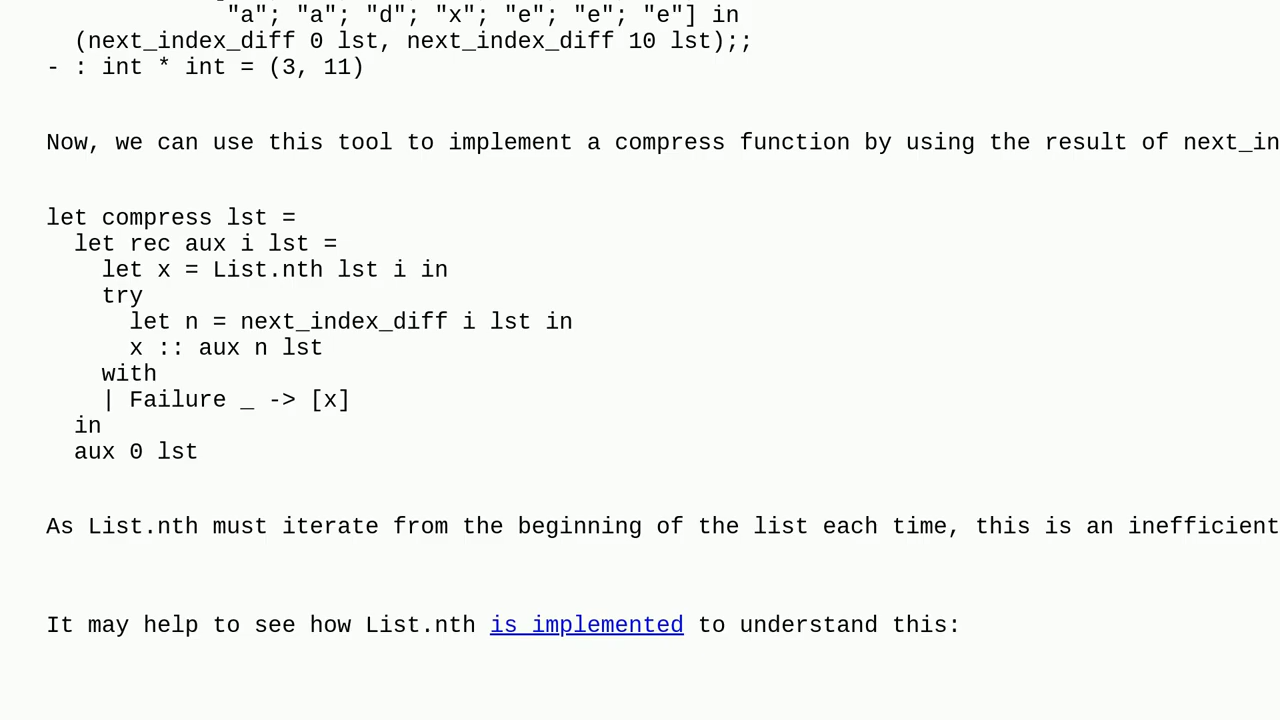 "a"; "a"; "d"; "x"; "e"; "e"; "e"] in
(next_index_diff 0 lst, next_index_diff 10 lst);;
- : int * int = (3, 11)
Now, we can use this tool to implement a compress function by using the result of next_in
let compress lst =
let rec aux i lst =
let x = List.nth lst i in
try
let n = next_index_diff i lst in
x :: aux n lst
with
| Failure _ -> [x]
in
aux 0 lst
As List.nth must iterate from the beginning of the list each time, this is an inefficient
It may help to see how List.nth is implemented to understand this: